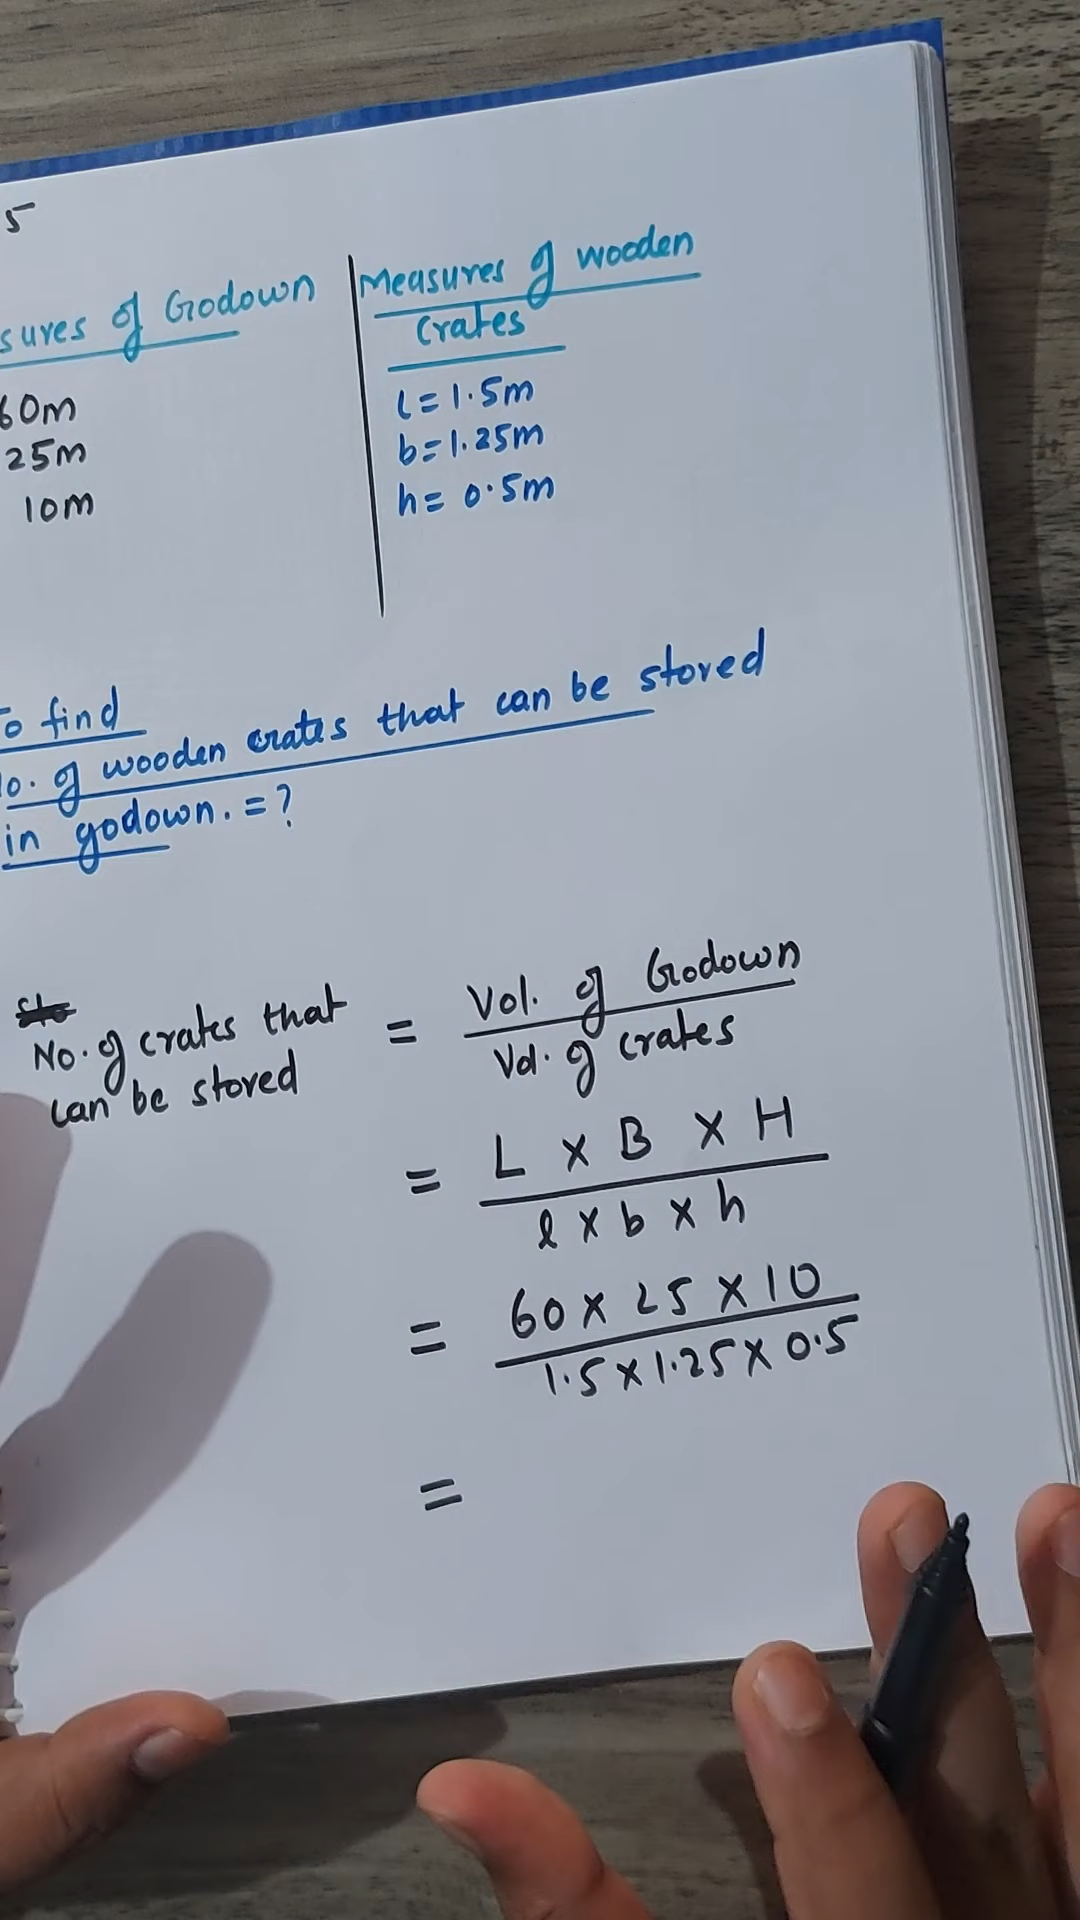 5
sures of Godown
60m
25m
10m
Measures of wooden
Crates
l = 1.5m
b = 1.25m
h = 0.5m
To find
No. of wooden crates that can be stored
in godown. = ?
No. of crates that can be stored = Vol. of Godown / Vol. of crates
= L × B × H / l × b × h
= 60 × 25 × 10 / 1.5 × 1.25 × 0.5
=